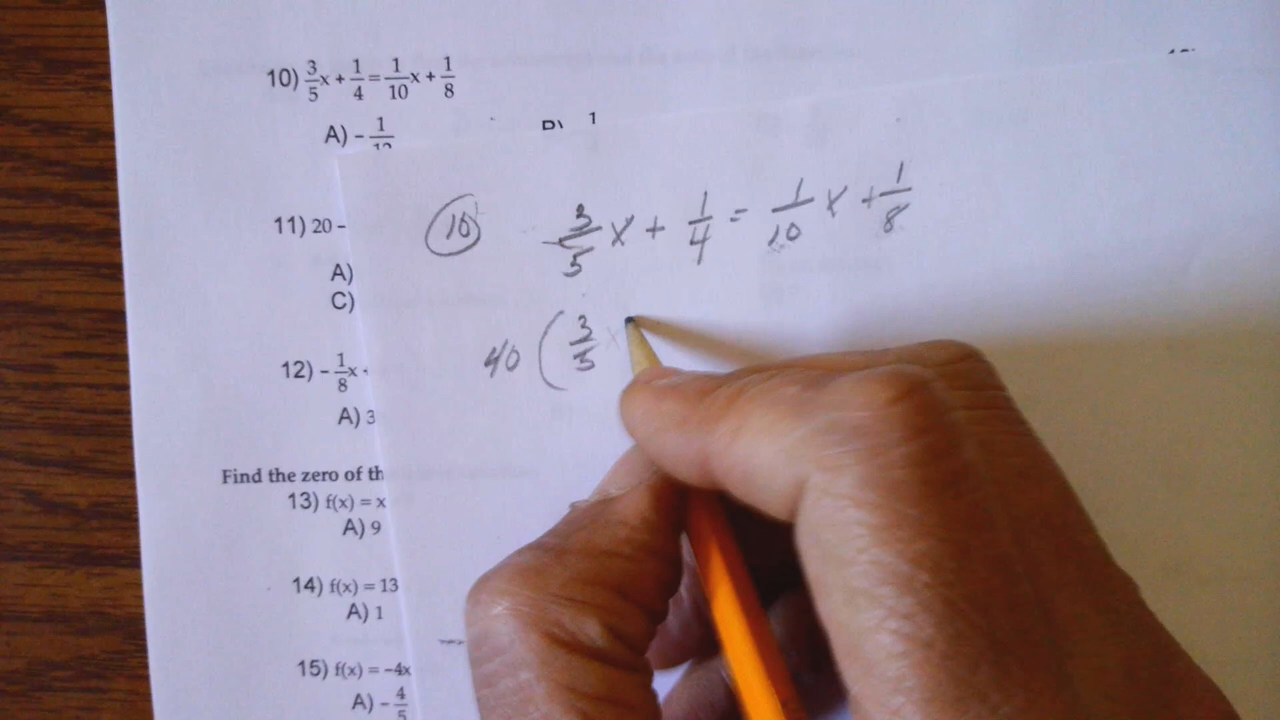 10) 3/5x + 1/4 = 1/10x + 1/8
A) - 1/
1
11) 20 -
A)
C)
12) - 1/8x
A) 3
Find the zero of th
13) f(x) = x
A) 9
14) f(x) = 13
A) 1
15) f(x) = -4x
A) - 4/5
10 3/5 x + 1/4 = 1/10 x + 1/8
40 ( 3/5 x